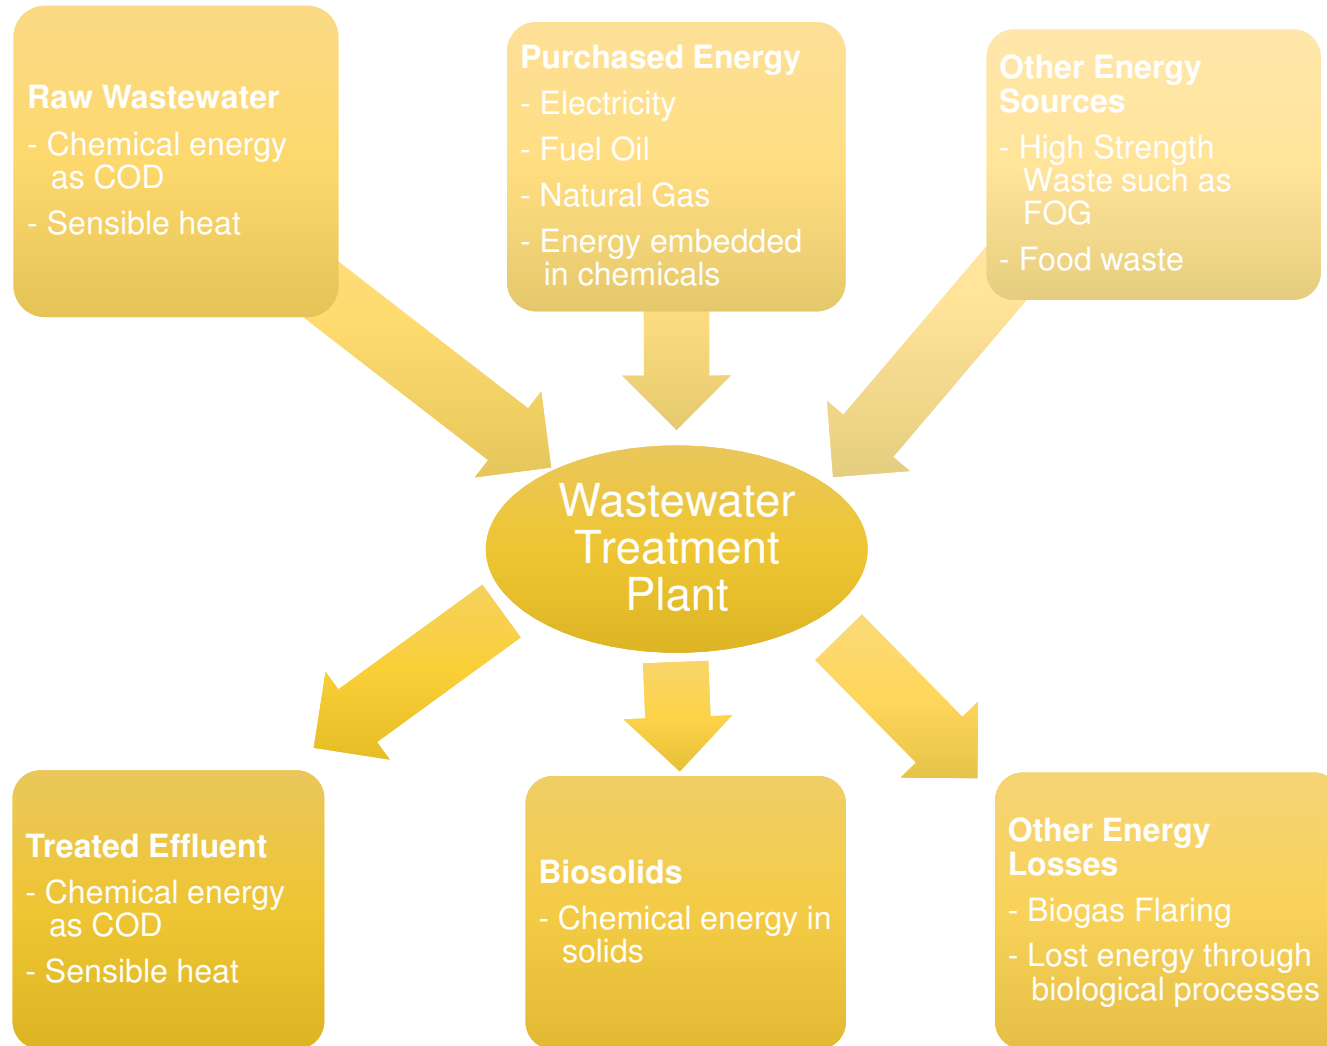 Raw Wastewater
- Chemical energy
as COD
- Sensible heat
Purchased Energy
- Electricity
- Fuel Oil
- Natural Gas
- Energy embedded
in chemicals
Other Energy
Sources
- High Strength
Waste such as
FOG
- Food waste
Wastewater
Treatment
Plant
Treated Effluent
- Chemical energy
as COD
- Sensible heat
Biosolids
- Chemical energy in
solids
Other Energy
Losses
- Biogas Flaring
- Lost energy through
biological processes